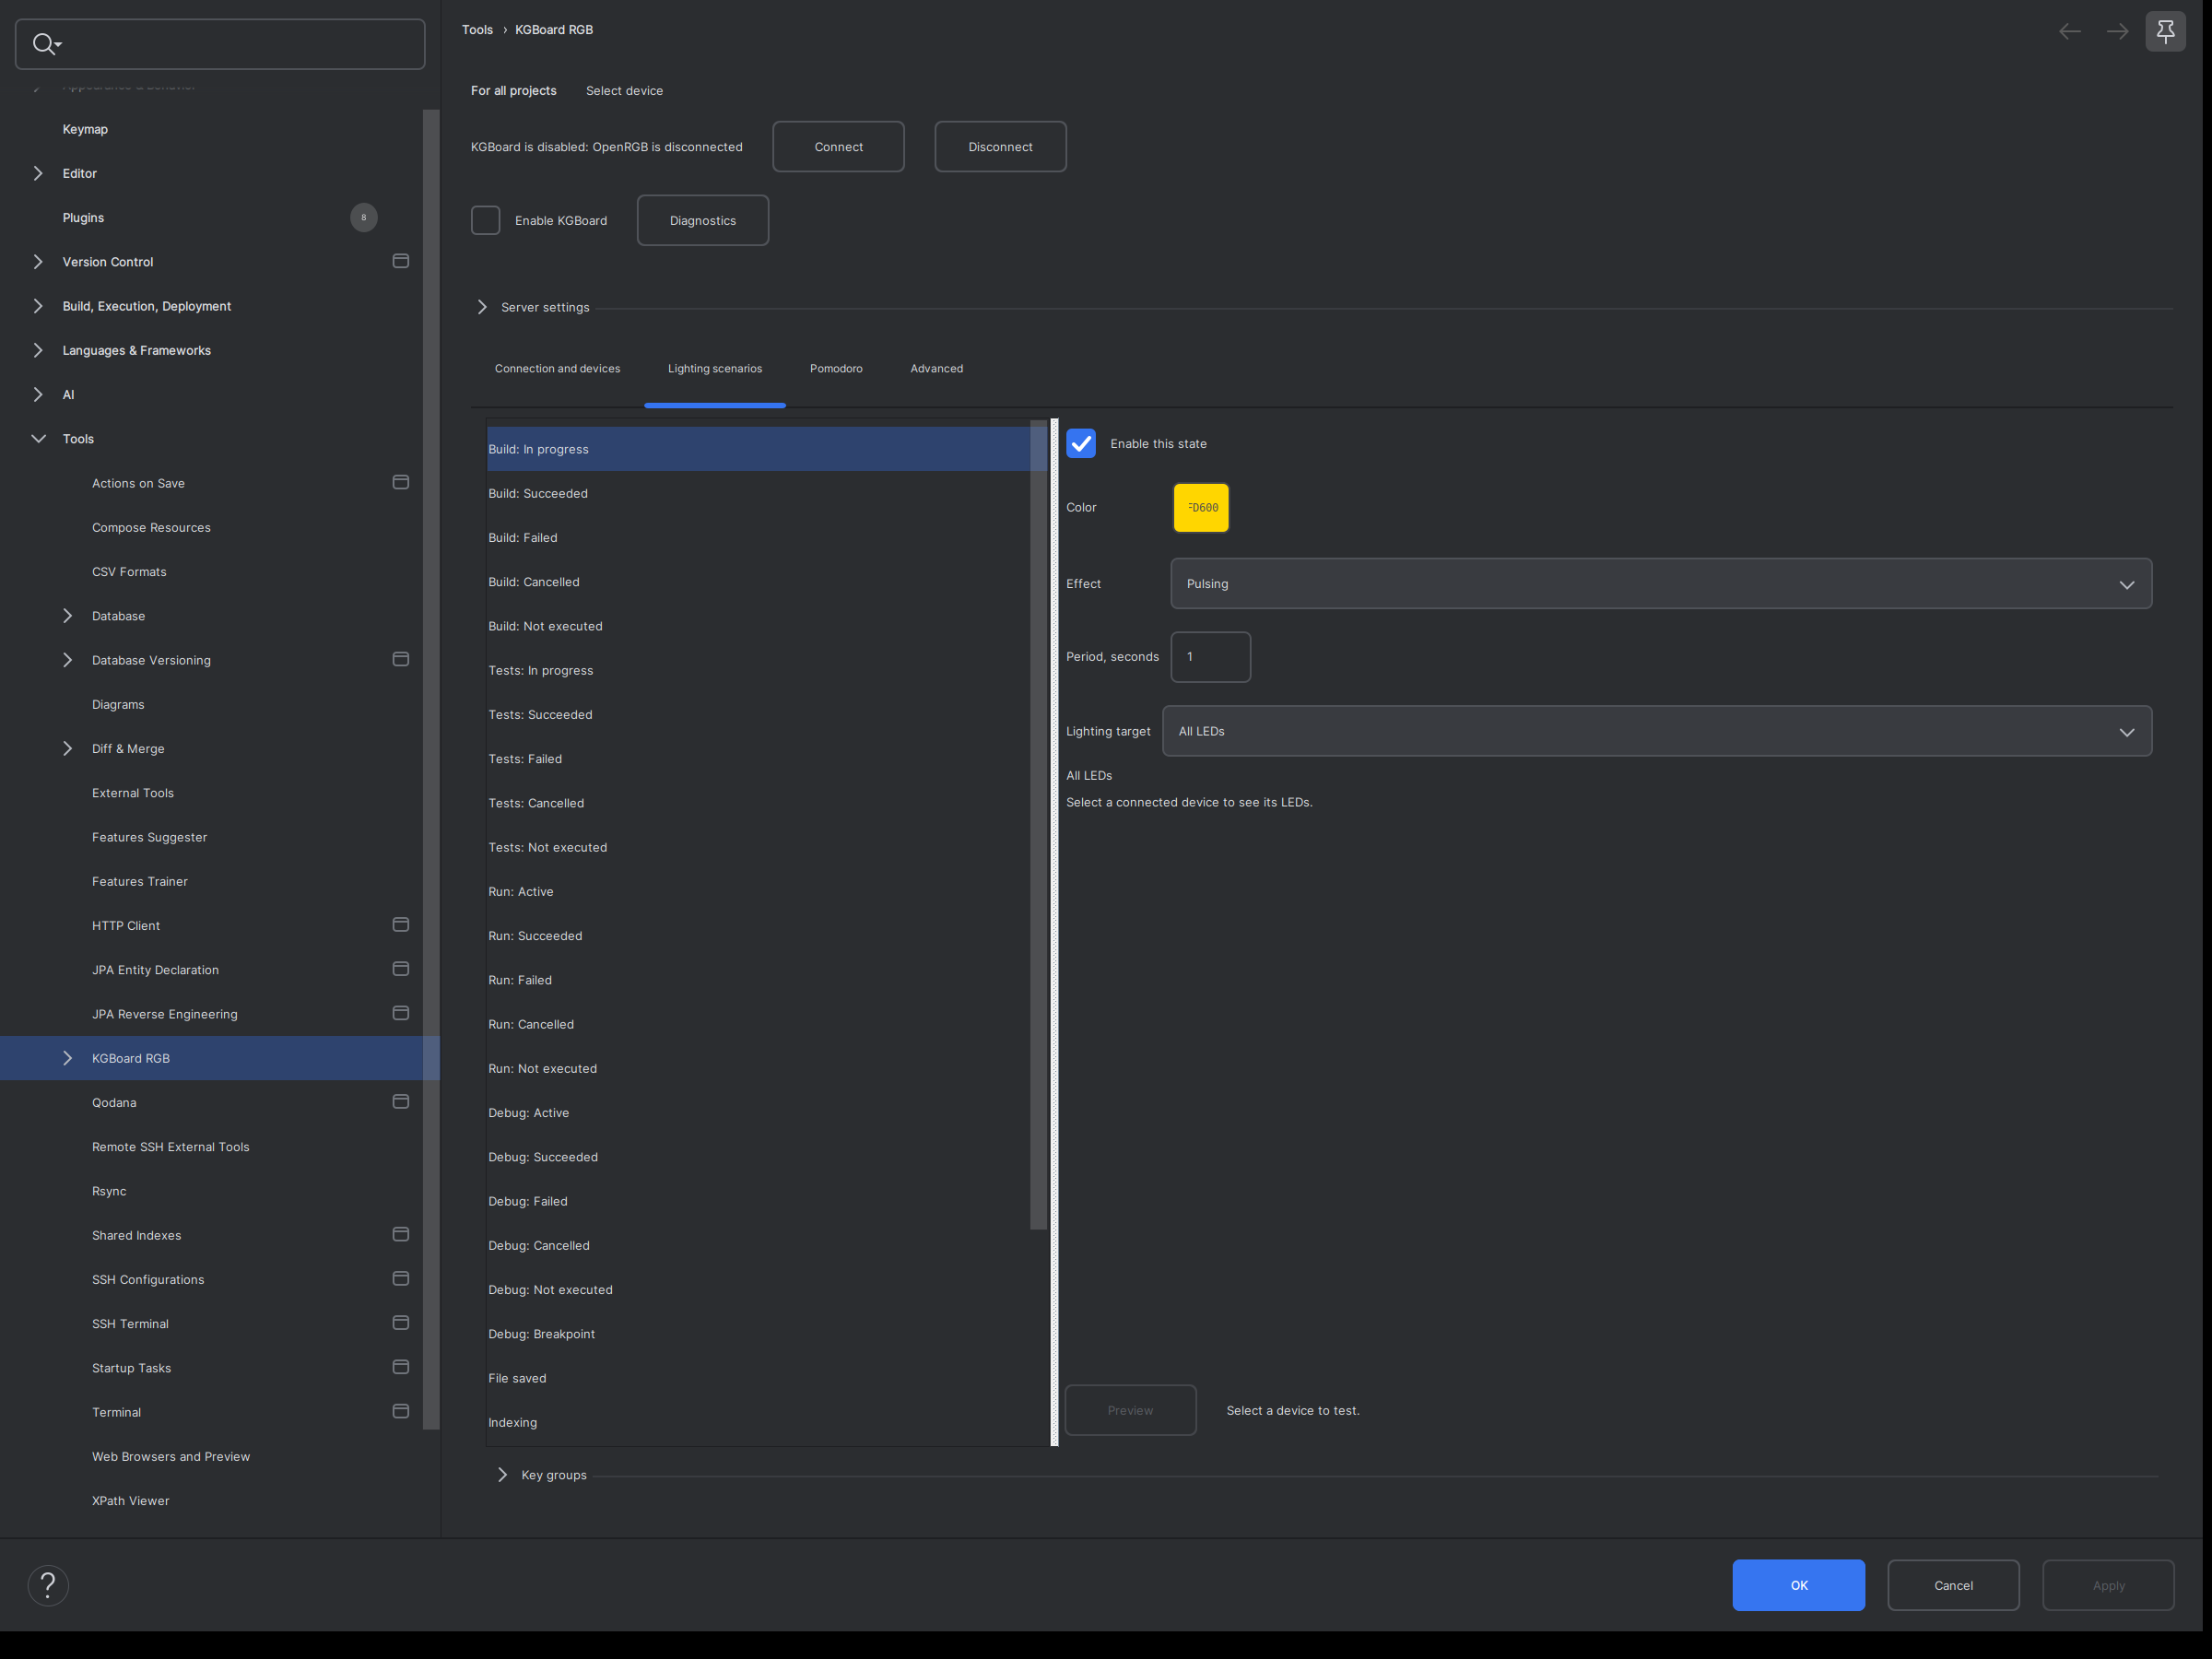 Tools › KGBoard RGB
Keymap
Editor
Plugins 8
Version Control
Build, Execution, Deployment
Languages & Frameworks
AI
Tools
Actions on Save
Compose Resources
CSV Formats
Database
Database Versioning
Diagrams
Diff & Merge
External Tools
Features Suggester
Features Trainer
HTTP Client
JPA Entity Declaration
JPA Reverse Engineering
KGBoard RGB
Qodana
Remote SSH External Tools
Rsync
Shared Indexes
SSH Configurations
SSH Terminal
Startup Tasks
Terminal
Web Browsers and Preview
XPath Viewer
For all projects Select device
KGBoard is disabled: OpenRGB is disconnected Connect Disconnect
Enable KGBoard Diagnostics
Server settings
Connection and devices Lighting scenarios Pomodoro Advanced
Build: In progress
Build: Succeeded
Build: Failed
Build: Cancelled
Build: Not executed
Tests: In progress
Tests: Succeeded
Tests: Failed
Tests: Cancelled
Tests: Not executed
Run: Active
Run: Succeeded
Run: Failed
Run: Cancelled
Run: Not executed
Debug: Active
Debug: Succeeded
Debug: Failed
Debug: Cancelled
Debug: Not executed
Debug: Breakpoint
File saved
Indexing
Enable this state
Color D600
Effect Pulsing
Period, seconds 1
Lighting target All LEDs
All LEDs
Select a connected device to see its LEDs.
Preview Select a device to test.
Key groups
? OK Cancel Apply